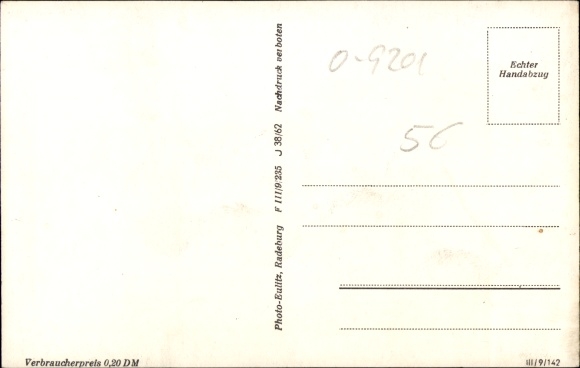 O-9201
56
Echter
Handabzug
Photo-Eulitz, Radeburg F III/9/235 J 38/62 Nachdruck verboten
Verbraucherpreis 0,20 DM
III/9/142